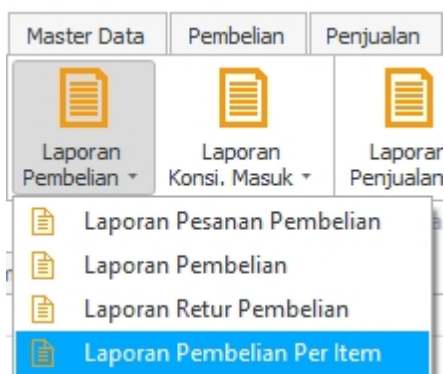 Master Data
Pembelian
Penjualan
Laporan
Pembelian
Laporan
Konsi. Masuk
Laporan
Penjualan
Laporan Pesanan Pembelian
Laporan Pembelian
Laporan Retur Pembelian
Laporan Pembelian Per Item